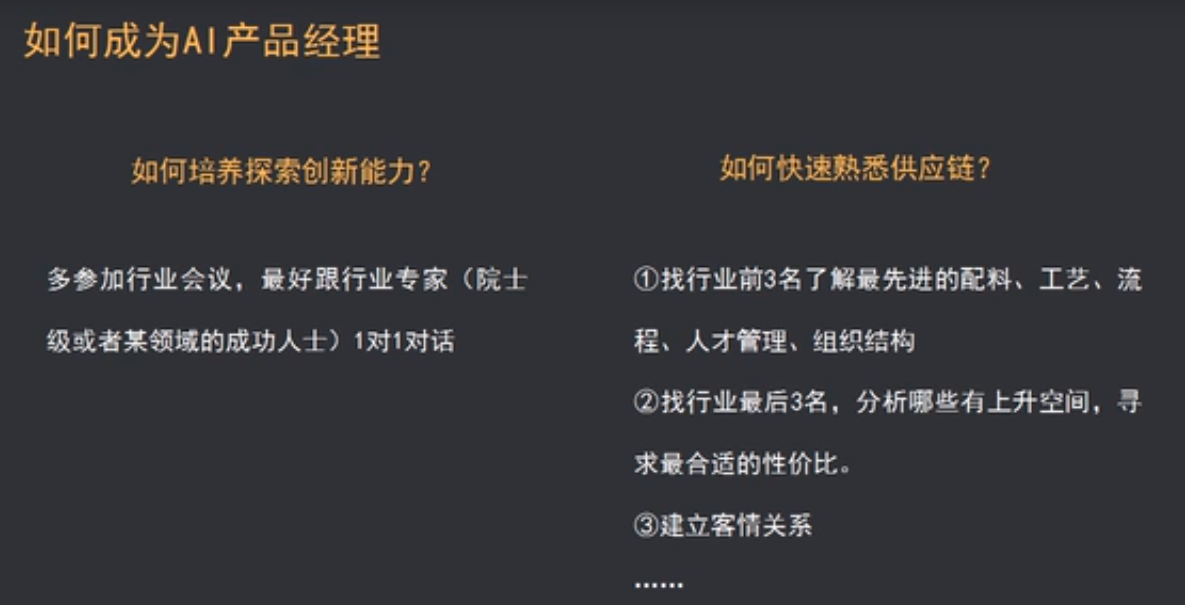 如何成为AI产品经理
如何培养探索创新能力?
多参加行业会议，最好跟行业专家（院士
级或者某领域的成功人士）1对1对话
如何快速熟悉供应链?
①找行业前3名了解最先进的配料、工艺、流
程、人才管理、组织结构
②找行业最后3名，分析哪些有上升空间，寻
求最合适的性价比。
③建立客情关系
……